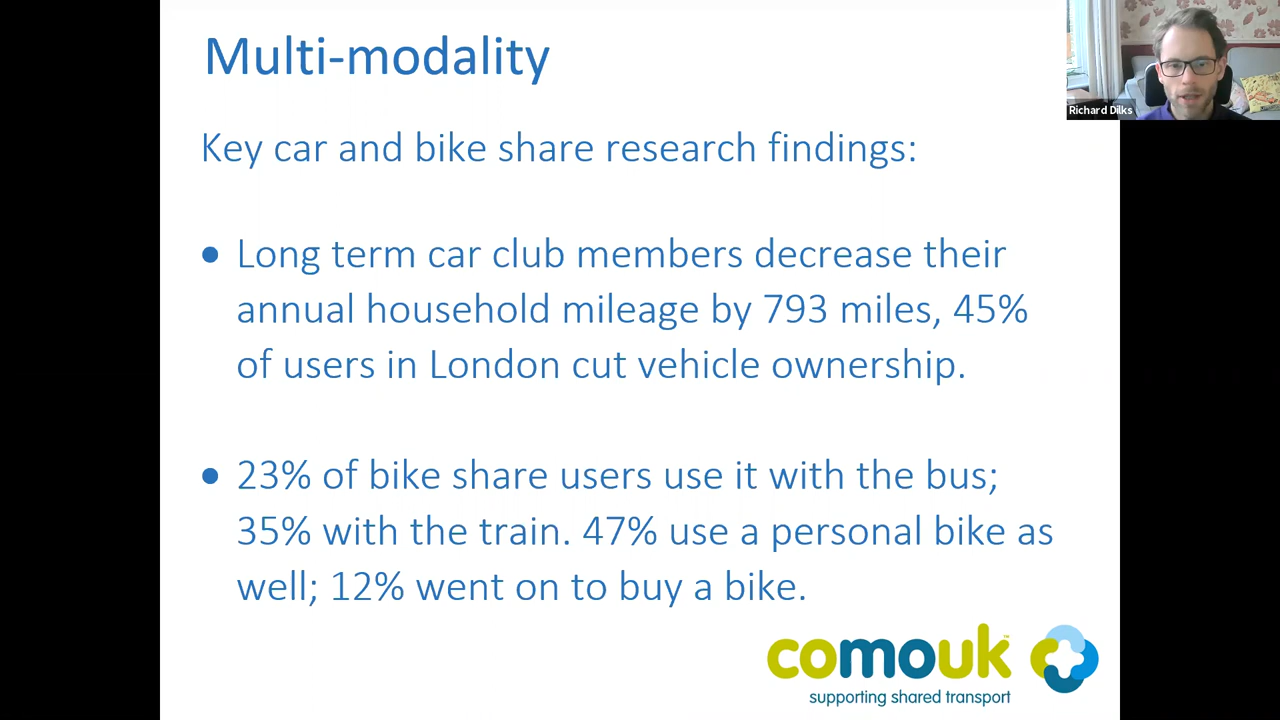 Multi-modality
Richard Dilks
Key car and bike share research findings:
• Long term car club members decrease their
annual household mileage by 793 miles, 45%
of users in London cut vehicle ownership.
• 23% of bike share users use it with the bus;
35% with the train. 47% use a personal bike as
well; 12% went on to buy a bike.
comouk™
supporting shared transport